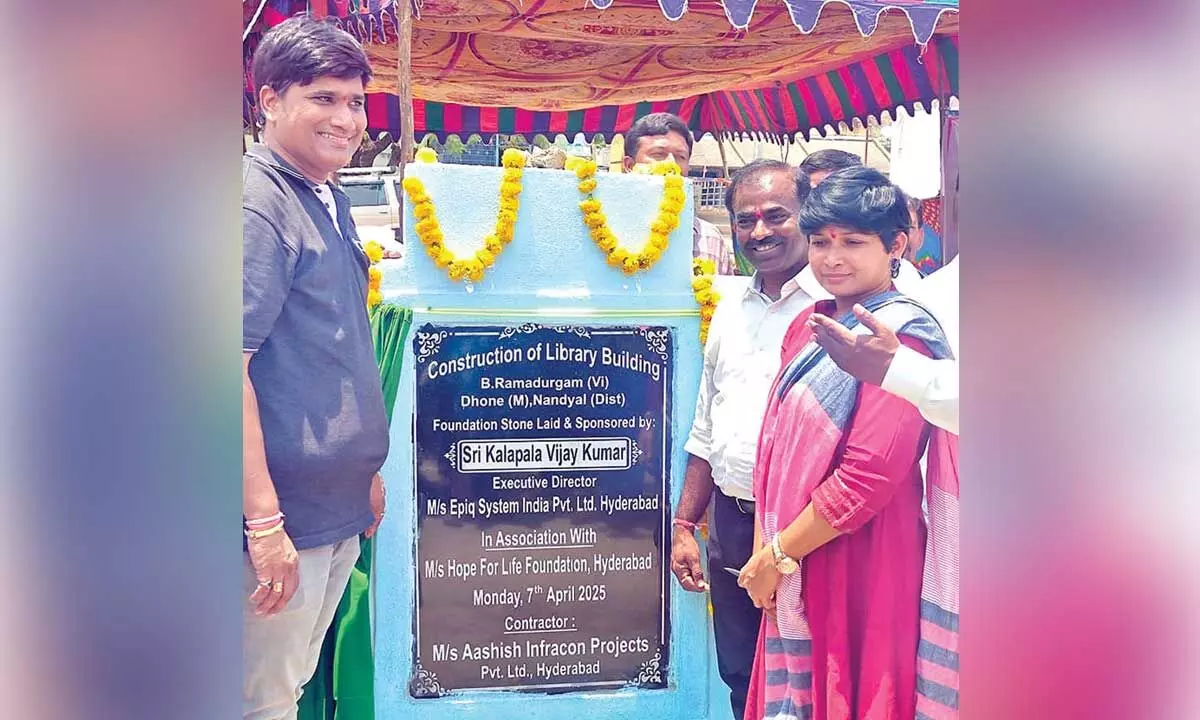 Construction of Library Building
B.Ramadurgam (Vi)
Dhone (M),Nandyal (Dist)
Foundation Stone Laid & Sponsored by:
Sri Kalapala Vijay Kumar
Executive Director
M/s Epiq System India Pvt. Ltd. Hyderabad
In Association With
M/s Hope For Life Foundation, Hyderabad
Monday, 7th April 2025
Contractor :
M/s Aashish Infracon Projects
Pvt. Ltd., Hyderabad